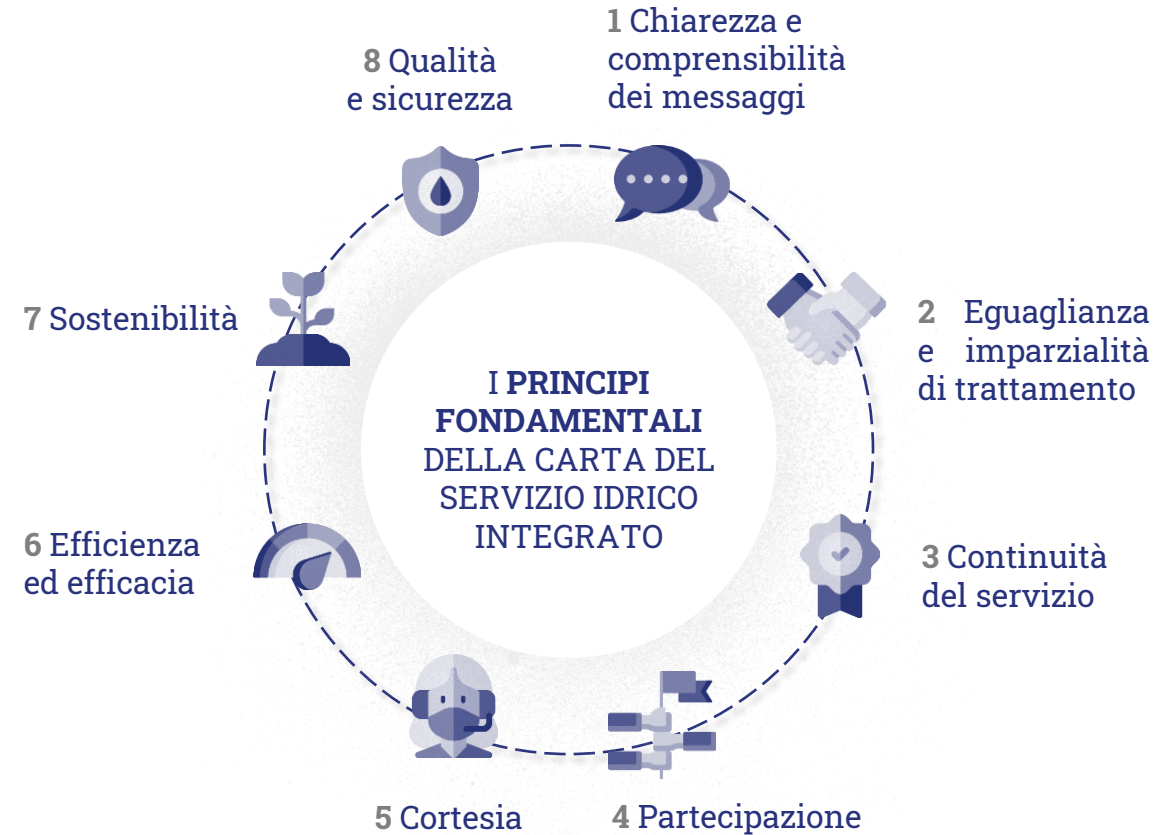 1 Chiarezza e
comprensibilità
dei messaggi
2 Eguaglianza
e imparzialità
di trattamento
3 Continuità
del servizio
4 Partecipazione
5 Cortesia
6 Efficienza
ed efficacia
7 Sostenibilità
8 Qualità
e sicurezza
I PRINCIPI
FONDAMENTALI
DELLA CARTA DEL
SERVIZIO IDRICO
INTEGRATO